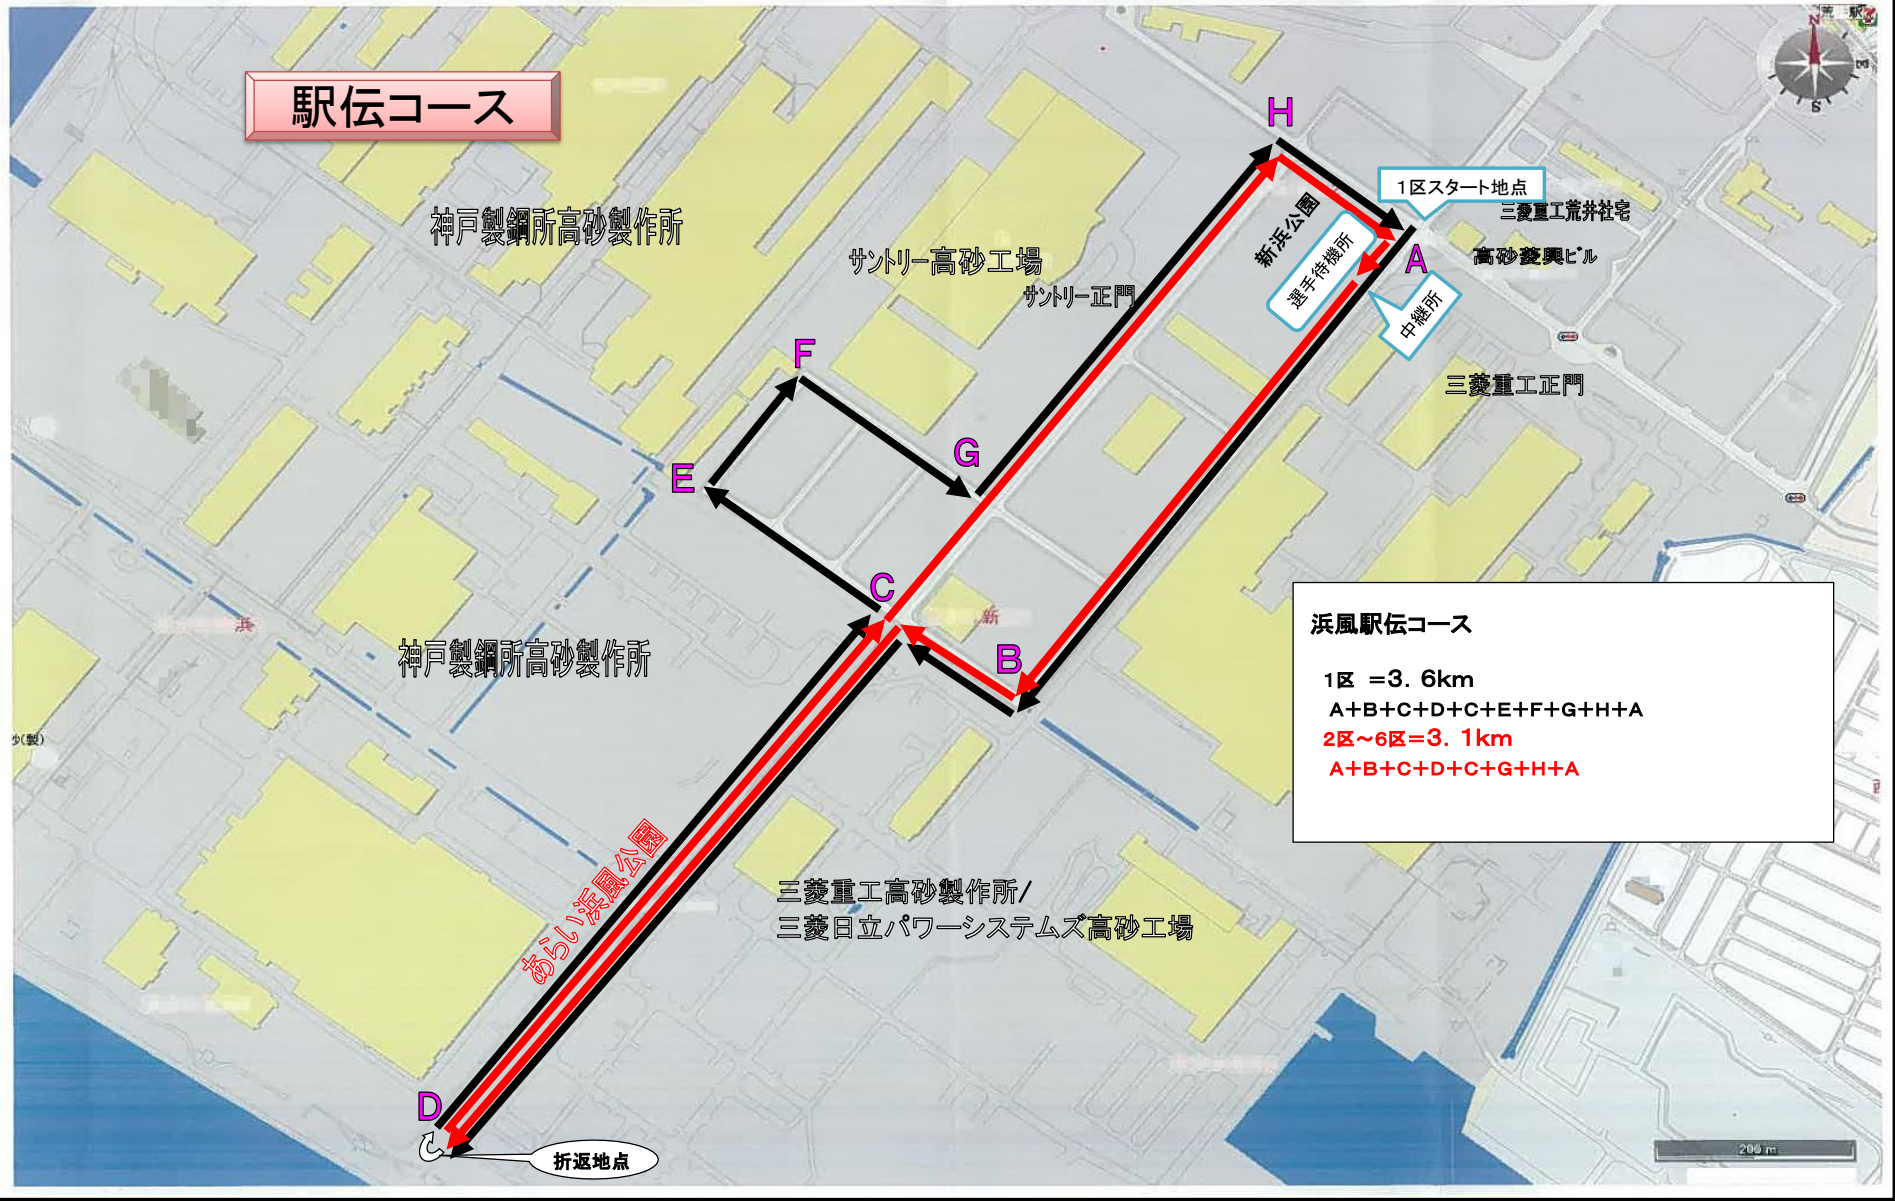 駅伝コース
N
E
S
H
1区スタート地点
三菱重工荒井社宅
高砂菱興ビル
A
新浜公園
選手待機所
中継所
神戸製鋼所高砂製作所
サントリー高砂工場
サントリー正門
三菱重工正門
F
G
E
C
新
B
浜
神戸製鋼所高砂製作所
浜風駅伝コース
1区 =3.6km
A+B+C+D+C+E+F+G+H+A
2区~6区=3.1km
A+B+C+D+C+G+H+A
あらい浜風公園
三菱重工高砂製作所/
三菱日立パワーシステムズ高砂工場
D
折返地点
200 m